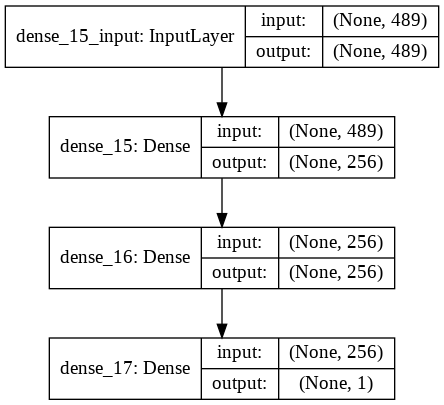 dense_15_input: InputLayer input: (None, 489)
output: (None, 489)
dense_15: Dense input: (None, 489)
output: (None, 256)
dense_16: Dense input: (None, 256)
output: (None, 256)
dense_17: Dense input: (None, 256)
output: (None, 1)